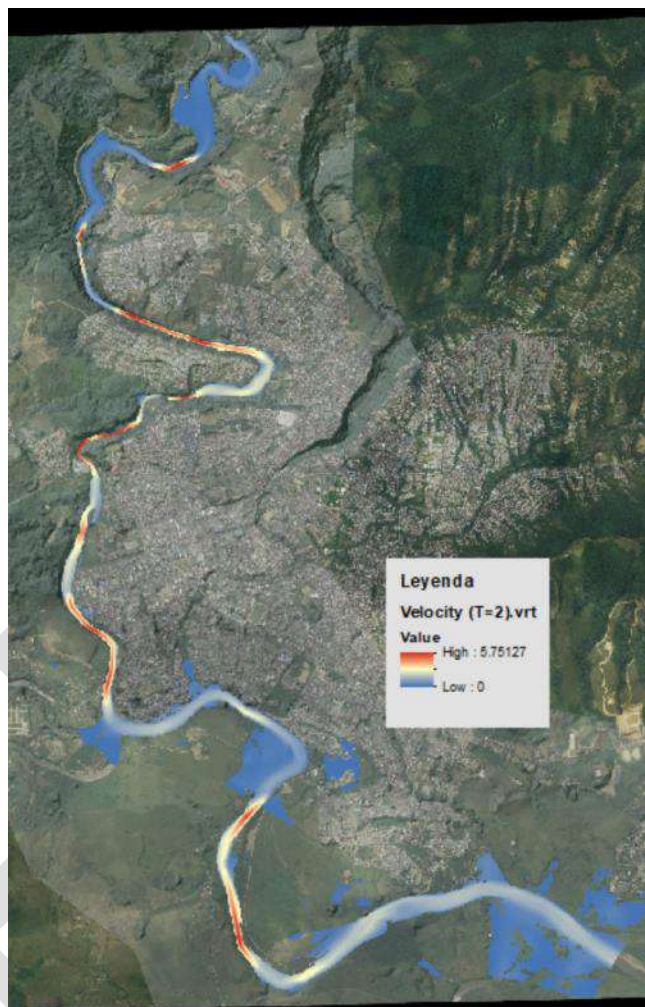 Leyenda
Velocity (T=2).vrt
Value
High : 5.75127
Low : 0